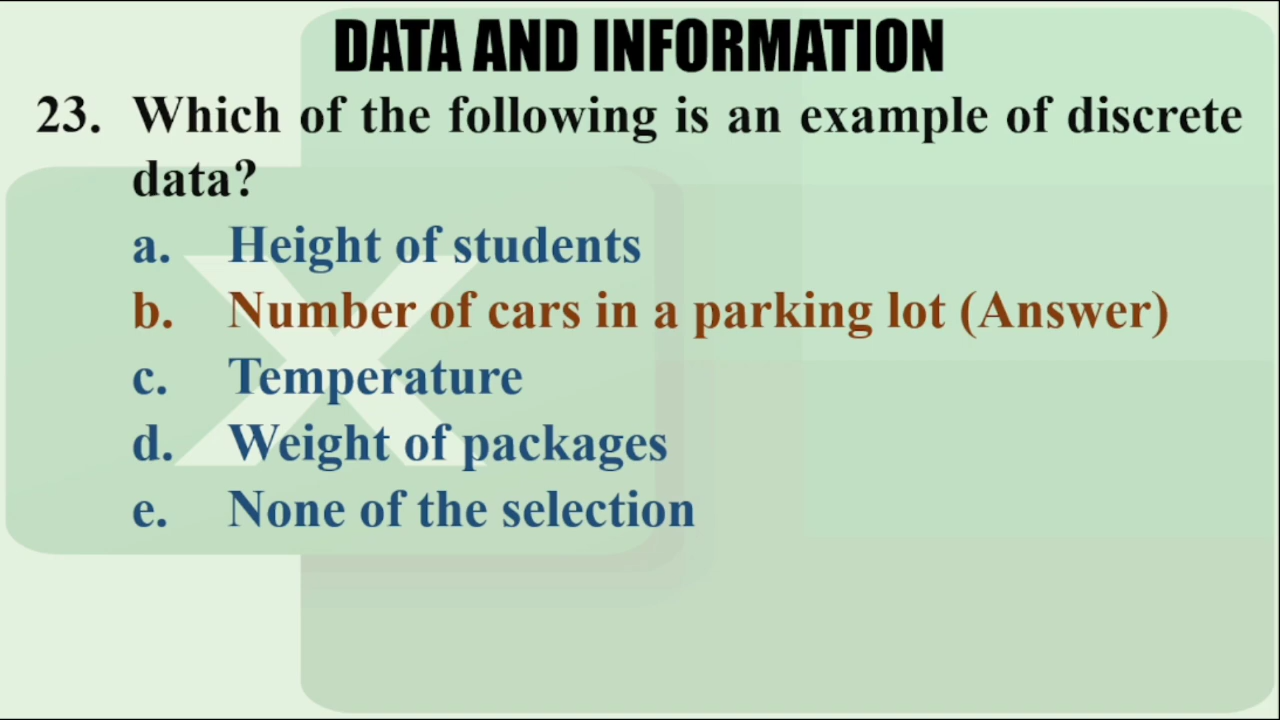 DATA AND INFORMATION
23. Which of the following is an example of discrete
data?
a. Height of students
b. Number of cars in a parking lot (Answer)
c. Temperature
d. Weight of packages
e. None of the selection